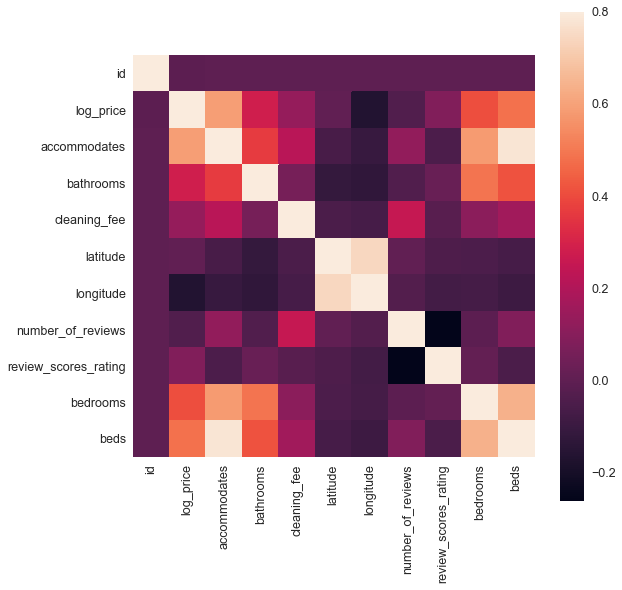 id
log_price
accommodates
bathrooms
cleaning_fee
latitude
longitude
number_of_reviews
review_scores_rating
bedrooms
beds
id
log_price
accommodates
bathrooms
cleaning_fee
latitude
longitude
number_of_reviews
review_scores_rating
bedrooms
beds
0.8
0.6
0.4
0.2
0.0
−0.2